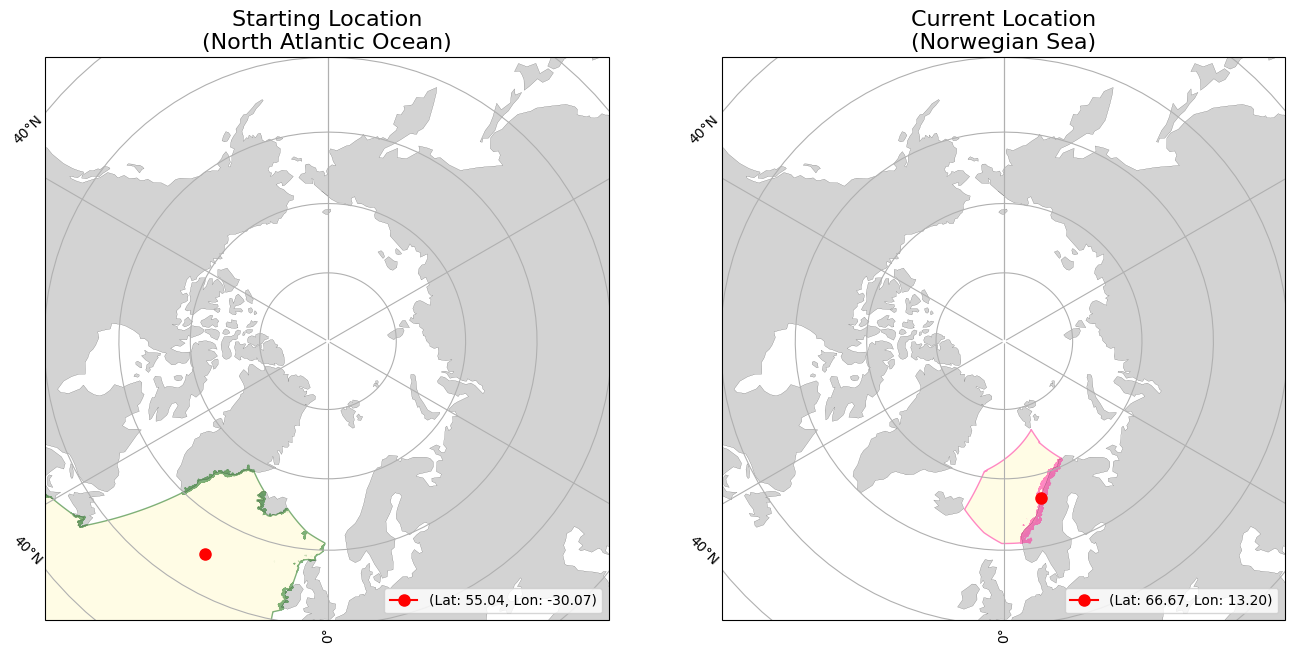 Starting Location
(North Atlantic Ocean)
40°N
40°N
0°
(Lat: 55.04, Lon: -30.07)
Current Location
(Norwegian Sea)
40°N
40°N
0°
(Lat: 66.67, Lon: 13.20)